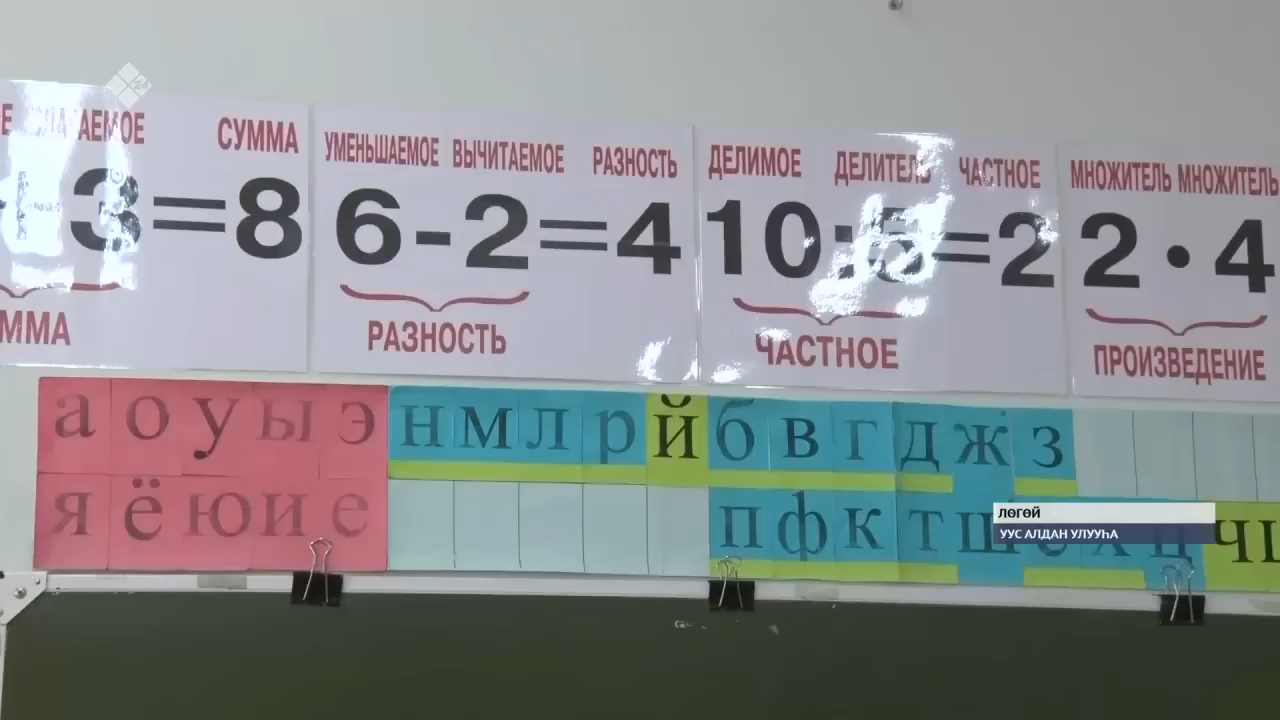 СЛАГАЕМОЕ СУММА
3=8
УМЕНЬШАЕМОЕ ВЫЧИТАЕМОЕ РАЗНОСТЬ
6-2=4
РАЗНОСТЬ
ДЕЛИМОЕ ДЕЛИТЕЛЬ ЧАСТНОЕ
10:5=2
ЧАСТНОЕ
МНОЖИТЕЛЬ МНОЖИТЕЛЬ
2·4
ПРОИЗВЕДЕНИЕ
а о у ы э н м л р й б в г д ж з
я ё ю и е п ф к т ш
ЛӨГӨЙ
УУС АЛДАН УЛУУҺА
24